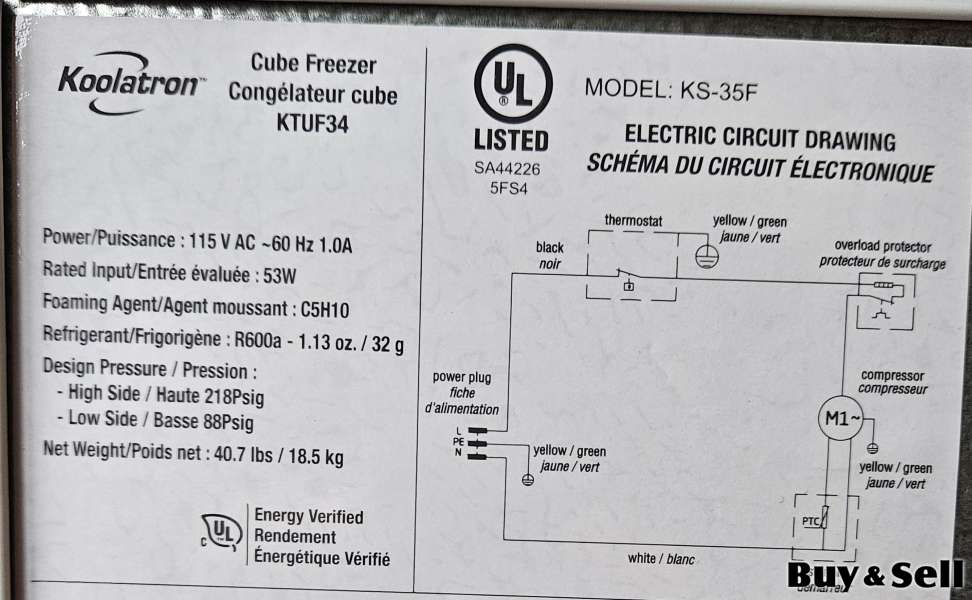 Koolatron™
Cube Freezer
Congélateur cube
KTUF34
Power/Puissance : 115 V AC ~60 Hz 1.0A
Rated Input/Entrée évaluée : 53W
Foaming Agent/Agent moussant : C5H10
Refrigerant/Frigorigène : R600a - 1.13 oz. / 32 g
Design Pressure / Pression :
- High Side / Haute 218Psig
- Low Side / Basse 88Psig
Net Weight/Poids net : 40.7 lbs / 18.5 kg
C UL
Energy Verified
Rendement
Énergétique Vérifié
UL ®
LISTED
SA44226
5FS4
MODEL: KS-35F
ELECTRIC CIRCUIT DRAWING
SCHÉMA DU CIRCUIT ÉLECTRONIQUE
thermostat
yellow / green
jaune / vert
black
noir
overload protector
protecteur de surcharge
power plug
fiche
d'alimentation
L
PE
N
yellow / green
jaune / vert
compressor
compresseur
M1~
yellow / green
jaune / vert
PTC
white / blanc
Buy & Sell